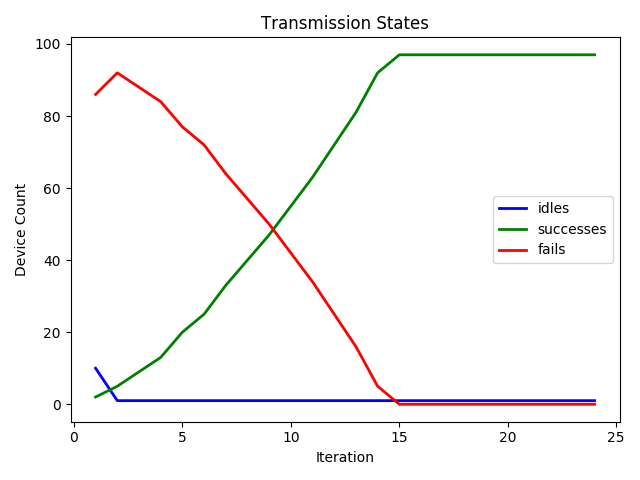 Transmission States
Device Count
100
80
60
40
20
0
idles
successes
fails
0 5 10 15 20 25
Iteration